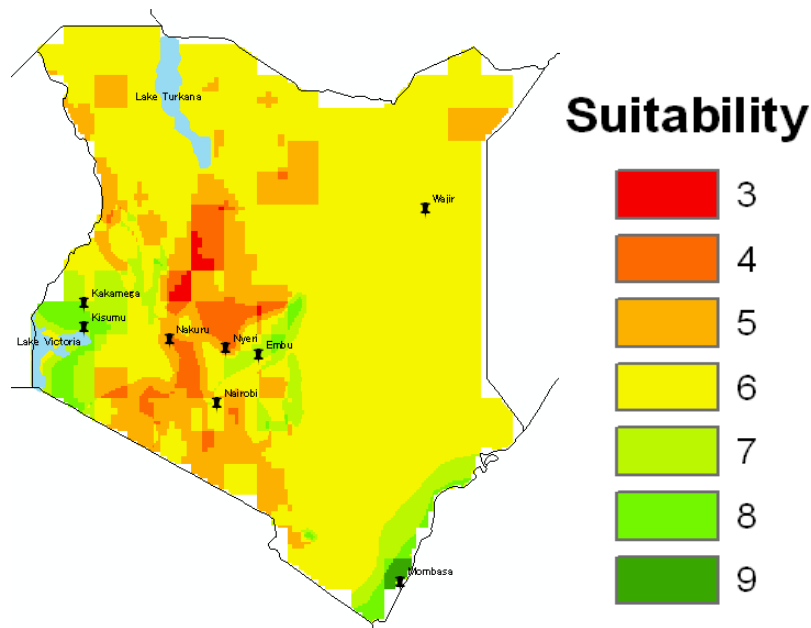 Lake Turkana
Wajir
Kakamega
Kisumu
Lake Victoria
Nakuru
Nyeri
Embu
Nairobi
Mombasa
Suitability
3
4
5
6
7
8
9